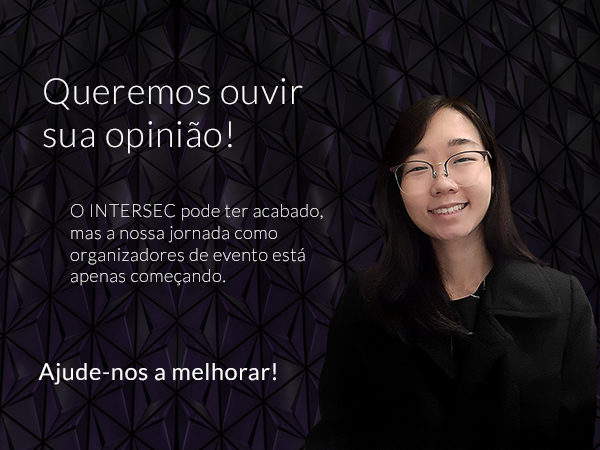 Queremos ouvir
sua opinião!
O INTERSEC pode ter acabado,
mas a nossa jornada como
organizadores de evento está
apenas começando.
Ajude-nos a melhorar!